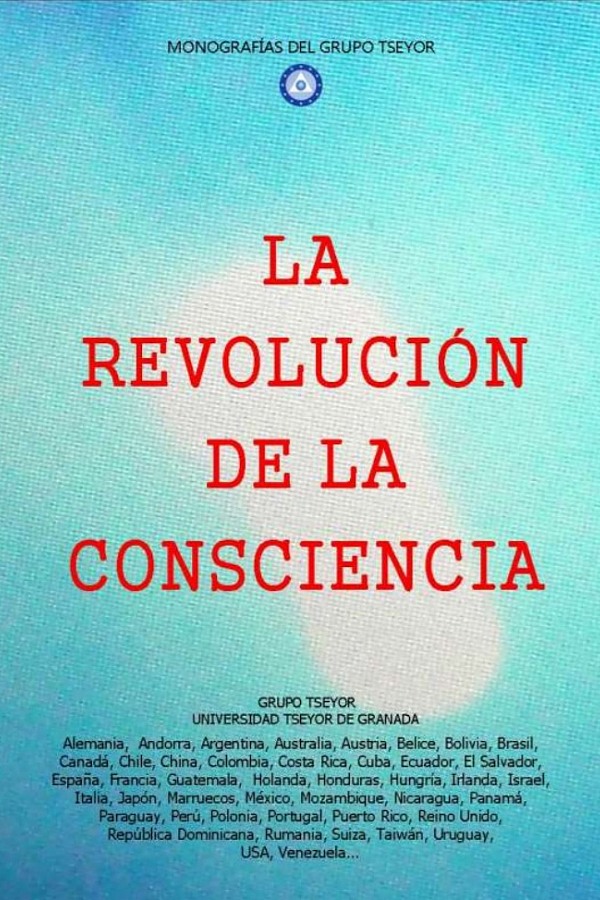 MONOGRAFÍAS DEL GRUPO TSEYOR
LA
REVOLUCIÓN
DE LA
CONSCIENCIA
GRUPO TSEYOR
UNIVERSIDAD TSEYOR DE GRANADA
Alemania, Andorra, Argentina, Australia, Austria, Belice, Bolivia, Brasil,
Canadá, Chile, China, Colombia, Costa Rica, Cuba, Ecuador, El Salvador,
España, Francia, Guatemala, Holanda, Honduras, Hungría, Irlanda, Israel,
Italia, Japón, Marruecos, México, Mozambique, Nicaragua, Panamá,
Paraguay, Perú, Polonia, Portugal, Puerto Rico, Reino Unido,
República Dominicana, Rumania, Suiza, Taiwán, Uruguay,
USA, Venezuela...